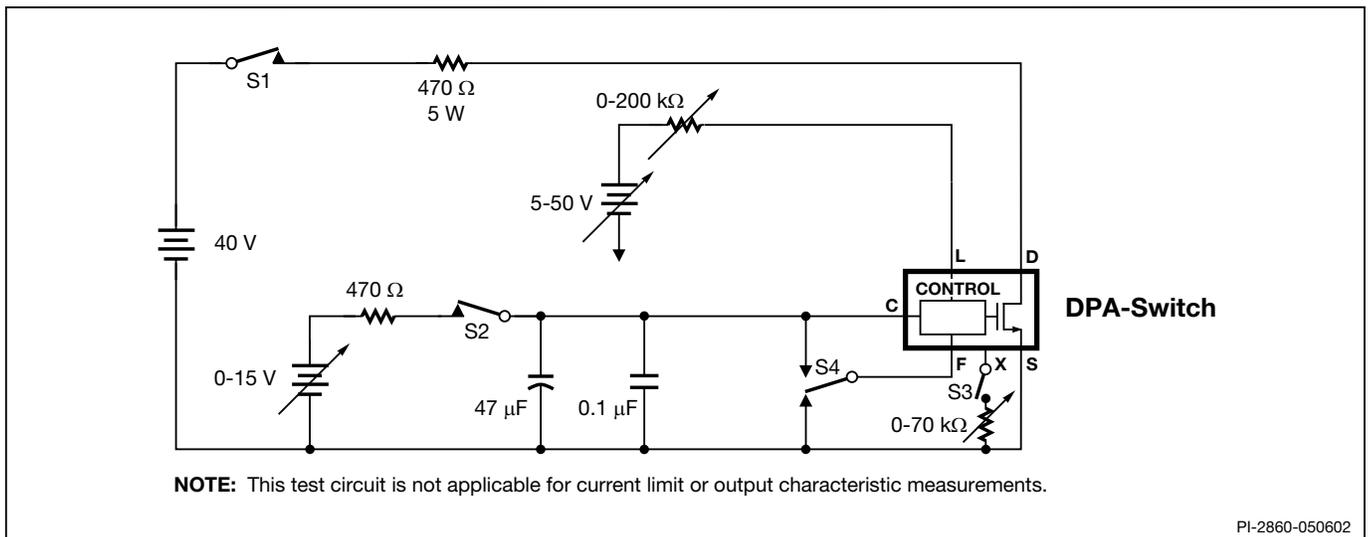 S1
470 Ω
5 W
0-200 kΩ
5-50 V
40 V
L
D
CONTROL
C
DPA-Switch
470 Ω
S2
F
X
S
S4
S3
0-15 V
47 µF
0.1 µF
0-70 kΩ
NOTE: This test circuit is not applicable for current limit or output characteristic measurements.
PI-2860-050602